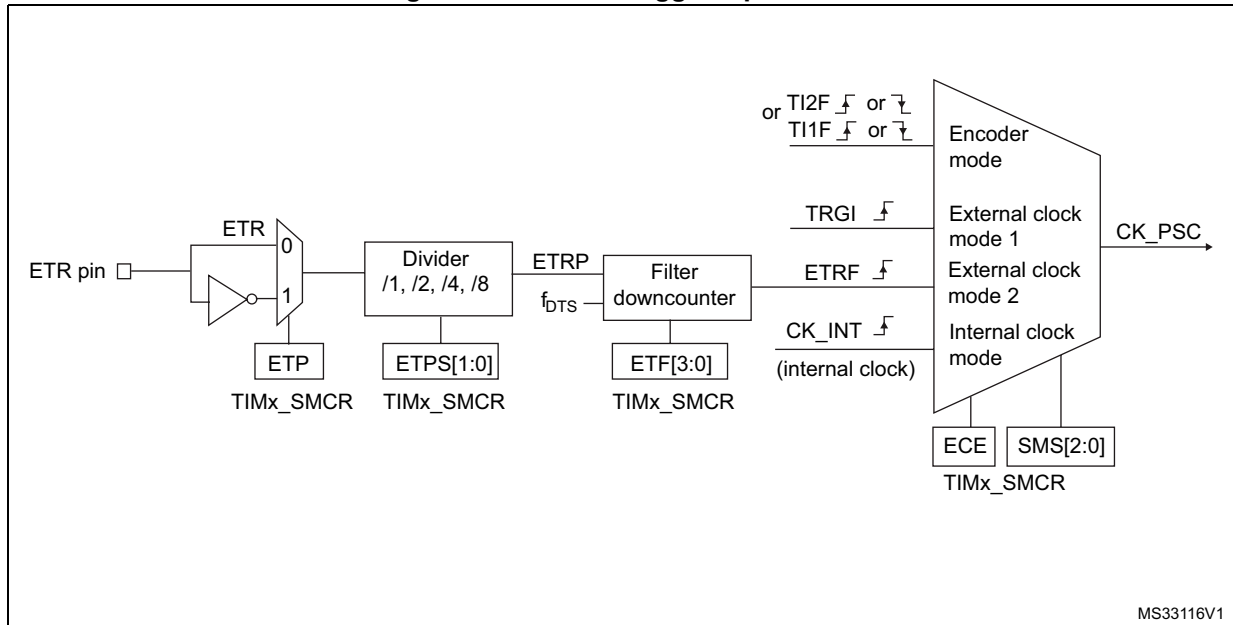 or TI2F or
TI1F or
Encoder
mode
TRGI
External clock
mode 1
CK_PSC
ETR
0
ETR pin
1
Divider
/1, /2, /4, /8
ETRP
f_DTS
Filter
downcounter
ETRF
External clock
mode 2
CK_INT
(internal clock)
Internal clock
mode
ETP
TIMx_SMCR
ETPS[1:0]
TIMx_SMCR
ETF[3:0]
TIMx_SMCR
ECE
SMS[2:0]
TIMx_SMCR
MS33116V1